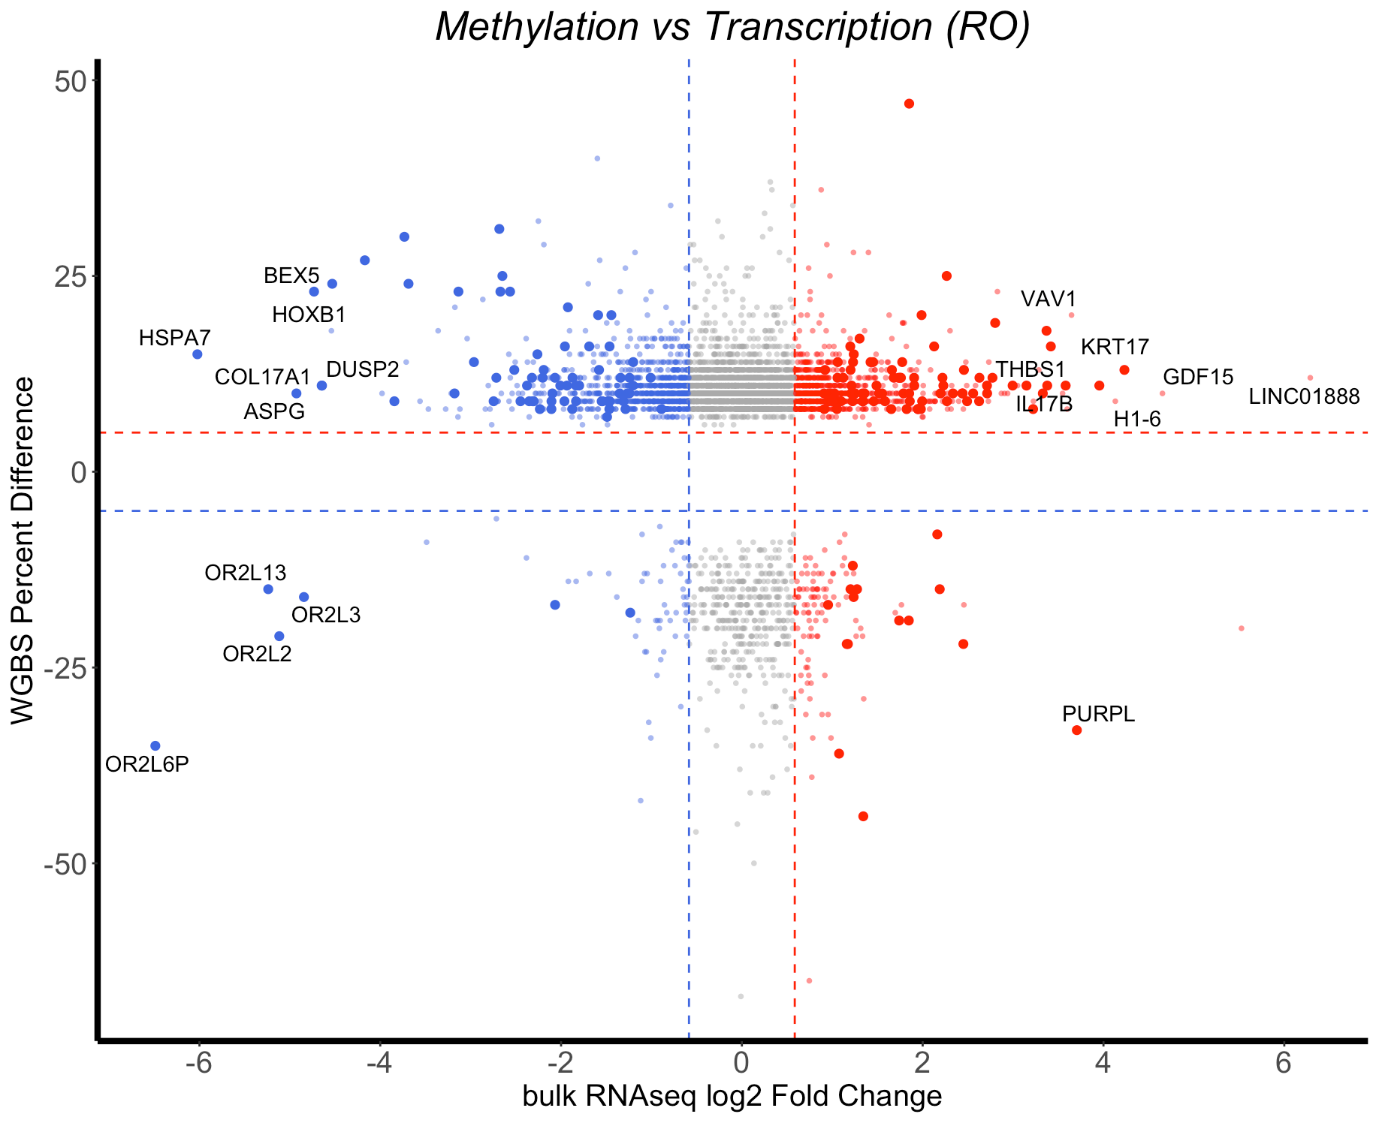 Methylation vs Transcription (RO)
WGBS Percent Difference
50
25
0
-25
-50
BEX5
HOXB1
HSPA7
COL17A1
DUSP2
ASPG
VAV1
KRT17
THBS1
GDF15
LINC01888
IL17B
H1-6
OR2L13
OR2L3
OR2L2
OR2L6P
PURPL
-6
-4
-2
0
2
4
6
bulk RNAseq log2 Fold Change